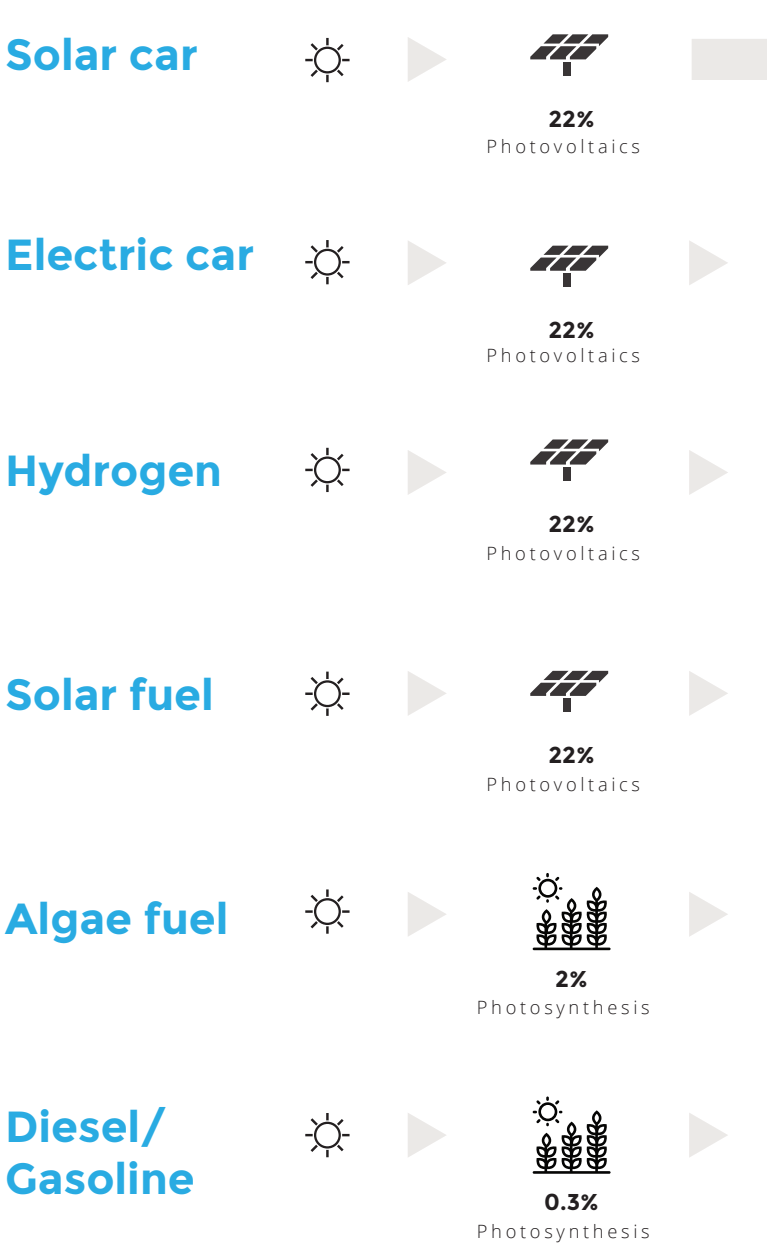 Solar car
22%
Photovoltaics
Electric car
22%
Photovoltaics
Hydrogen
22%
Photovoltaics
Solar fuel
22%
Photovoltaics
Algae fuel
2%
Photosynthesis
Diesel/
Gasoline
0.3%
Photosynthesis